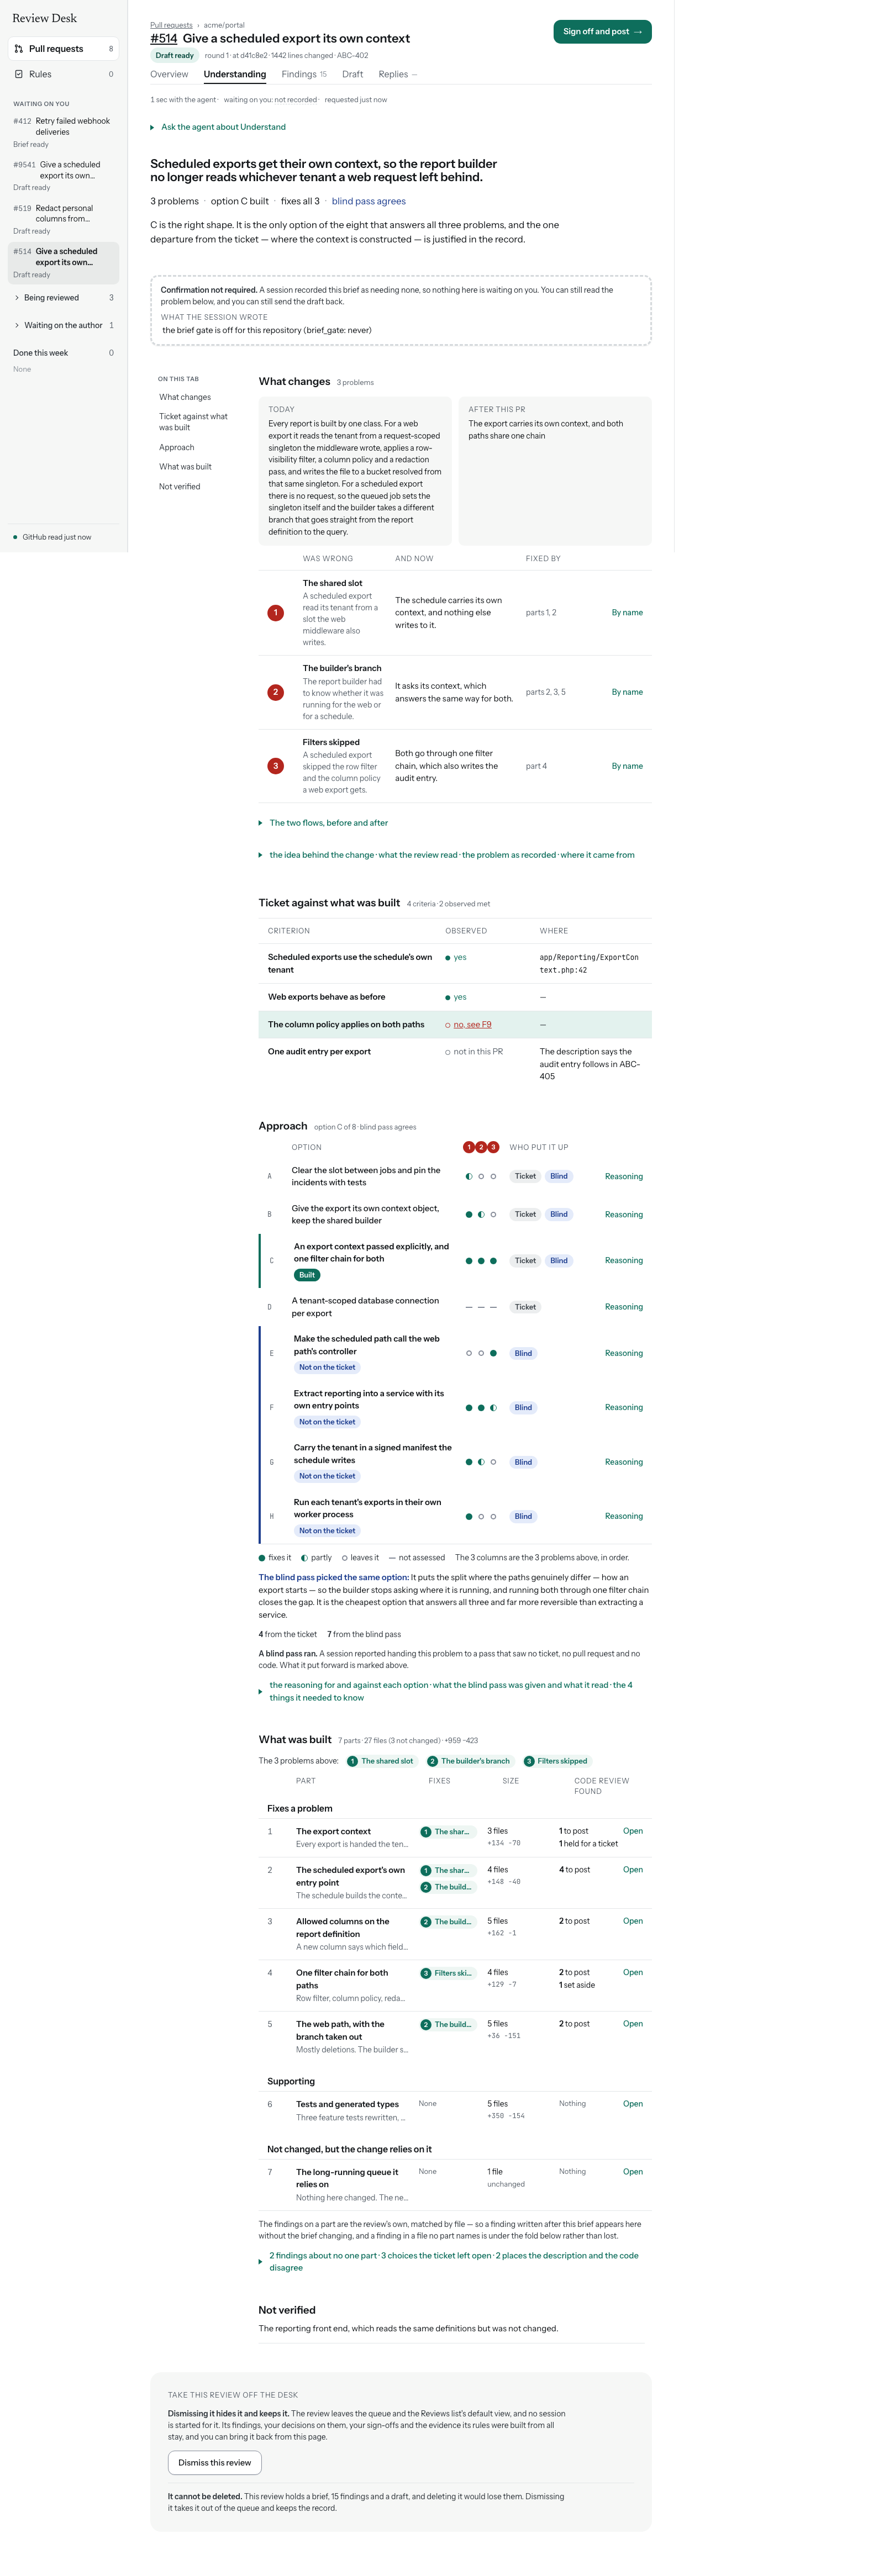 Review Desk
Pull requests 8
Rules 0
WAITING ON YOU
#412 Retry failed webhook
deliveries
Brief ready
#9541 Give a scheduled
export its own...
Draft ready
#519 Redact personal
columns from...
Draft ready
#514 Give a scheduled
export its own...
Draft ready
Being reviewed 3
Waiting on the author 1
Done this week 0
None
GitHub read just now
Pull requests › acme/portal
#514 Give a scheduled export its own context
Draft ready round 1 · at d41c8e2 · 1442 lines changed · ABC-402
Sign off and post →
Overview Understanding Findings 15 Draft Replies —
1 sec with the agent · waiting on you: not recorded · requested just now
Ask the agent about Understand
Scheduled exports get their own context, so the report builder
no longer reads whichever tenant a web request left behind.
3 problems · option C built · fixes all 3 · blind pass agrees
C is the right shape. It is the only option of the eight that answers all three problems, and the one
departure from the ticket — where the context is constructed — is justified in the record.
Confirmation not required. A session recorded this brief as needing none, so nothing here is waiting on you. You can still read the
problem below, and you can still send the draft back.
WHAT THE SESSION WROTE
the brief gate is off for this repository (brief_gate: never)
ON THIS TAB
What changes
Ticket against what
was built
Approach
What was built
Not verified
What changes 3 problems
TODAY
Every report is built by one class. For a web
export it reads the tenant from a request-scoped
singleton the middleware wrote, applies a row-
visibility filter, a column policy and a redaction
pass, and writes the file to a bucket resolved from
that same singleton. For a scheduled export
there is no request, so the queued job sets the
singleton itself and the builder takes a different
branch that goes straight from the report
definition to the query.
AFTER THIS PR
The export carries its own context, and both
paths share one chain
WAS WRONG AND NOW FIXED BY
1 The shared slot
A scheduled export
read its tenant from a
slot the web
middleware also
writes.
The schedule carries its own
context, and nothing else
writes to it.
parts 1, 2 By name
2 The builder's branch
The report builder had
to know whether it was
running for the web or
for a schedule.
It asks its context, which
answers the same way for both.
parts 2, 3, 5 By name
3 Filters skipped
A scheduled export
skipped the row filter
and the column policy
a web export gets.
Both go through one filter
chain, which also writes the
audit entry.
part 4 By name
The two flows, before and after
the idea behind the change · what the review read · the problem as recorded · where it came from
Ticket against what was built 4 criteria · 2 observed met
CRITERION OBSERVED WHERE
Scheduled exports use the schedule's own
tenant
yes
app/Reporting/ExportCon
text.php:42
Web exports behave as before yes —
The column policy applies on both paths no, see F9 —
One audit entry per export not in this PR
The description says the
audit entry follows in ABC-
405
Approach option C of 8 · blind pass agrees
OPTION 1 2 3 WHO PUT IT UP
A Clear the slot between jobs and pin the
incidents with tests
Ticket Blind Reasoning
B Give the export its own context object,
keep the shared builder
Ticket Blind Reasoning
C An export context passed explicitly, and
one filter chain for both
Built
Ticket Blind Reasoning
D A tenant-scoped database connection
per export
— — — Ticket Reasoning
E Make the scheduled path call the web
path's controller
Not on the ticket
Blind Reasoning
F Extract reporting into a service with its
own entry points
Not on the ticket
Blind Reasoning
G Carry the tenant in a signed manifest the
schedule writes
Not on the ticket
Blind Reasoning
H Run each tenant's exports in their own
worker process
Not on the ticket
Blind Reasoning
fixes it partly leaves it — not assessed The 3 columns are the 3 problems above, in order.
The blind pass picked the same option: It puts the split where the paths genuinely differ — how an
export starts — so the builder stops asking where it is running, and running both through one filter chain
closes the gap. It is the cheapest option that answers all three and far more reversible than extracting a
service.
4 from the ticket 7 from the blind pass
A blind pass ran. A session reported handing this problem to a pass that saw no ticket, no pull request and no
code. What it put forward is marked above.
the reasoning for and against each option · what the blind pass was given and what it read · the 4
things it needed to know
What was built 7 parts · 27 files (3 not changed) · +959 -423
The 3 problems above: 1 The shared slot 2 The builder's branch 3 Filters skipped
PART FIXES SIZE CODE REVIEW
FOUND
Fixes a problem
1 The export context
Every export is handed the ten...
1 The shar...
3 files
+134 -70
1 to post
1 held for a ticket
Open
2 The scheduled export's own
entry point
The schedule builds the conte...
1 The shar...
2 The build...
4 files
+148 -40
4 to post
Open
3 Allowed columns on the
report definition
A new column says which field...
2 The build...
5 files
+162 -1
2 to post
Open
4 One filter chain for both
paths
Row filter, column policy, reda...
3 Filters ski...
4 files
+129 -7
2 to post
1 set aside
Open
5 The web path, with the
branch taken out
Mostly deletions. The builder s...
2 The build...
5 files
+36 -151
2 to post
Open
Supporting
6 Tests and generated types
Three feature tests rewritten, ...
None
5 files
+350 -154
Nothing
Open
Not changed, but the change relies on it
7 The long-running queue it
relies on
Nothing here changed. The ne...
None
1 file
unchanged
Nothing
Open
The findings on a part are the review's own, matched by file — so a finding written after this brief appears here
without the brief changing, and a finding in a file no part names is under the fold below rather than lost.
2 findings about no one part · 3 choices the ticket left open · 2 places the description and the code
disagree
Not verified
The reporting front end, which reads the same definitions but was not changed.
TAKE THIS REVIEW OFF THE DESK
Dismissing it hides it and keeps it. The review leaves the queue and the Reviews list's default view, and no session
is started for it. Its findings, your decisions on them, your sign-offs and the evidence its rules were built from all
stay, and you can bring it back from this page.
Dismiss this review
It cannot be deleted. This review holds a brief, 15 findings and a draft, and deleting it would lose them. Dismissing
it takes it out of the queue and keeps the record.